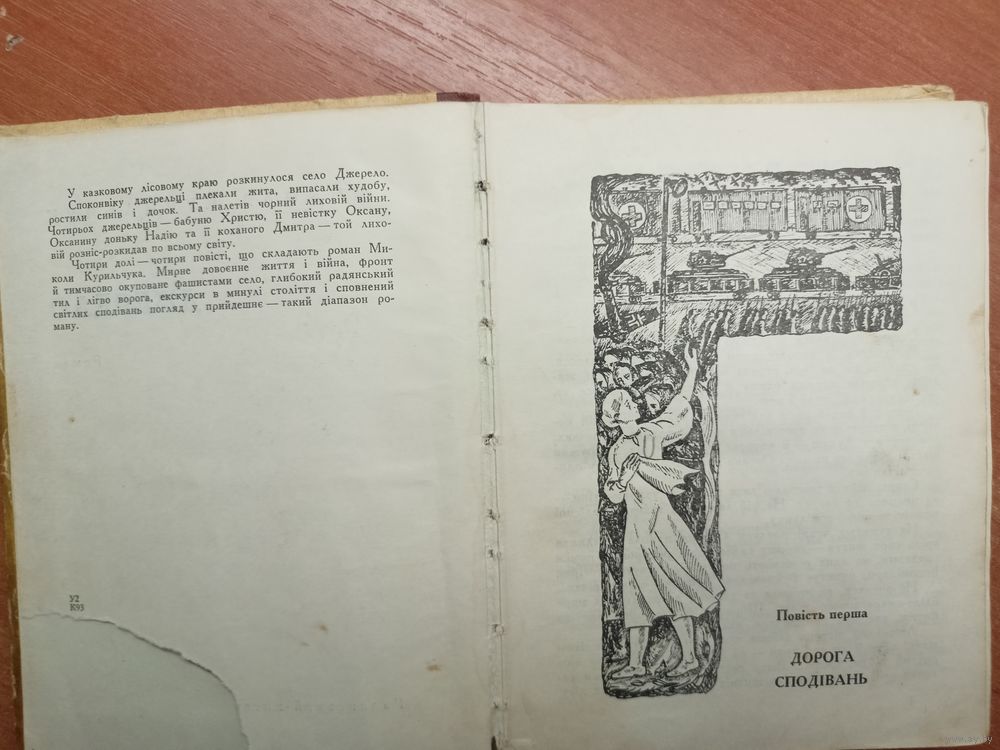 У казковому лісовому краю розкинулося село Джерело.
Споконвіку джерельці плекали жита, випасали худобу,
ростили синів і дочок. Та налетів чорний лиховій війни.
Чотирьох джерельців — бабуню Христю, її невістку Оксану,
Оксанину доньку Надію та її коханого Дмитра — той лихо-
вій розніс-розкидав по всьому світу.
Чотири долі — чотири повісті, що складають роман Ми-
коли Курильчука. Мирне довоєнне життя і війна, фронт
й тимчасово окуповане фашистами село, глибокий радянський
тил і лігво ворога, екскурси в минулі століття і сповнений
світлих сподівань погляд у прийдешнє — такий діапазон ро-
ману.
У2
К93
Повість перша
ДОРОГА
СПОДІВАНЬ